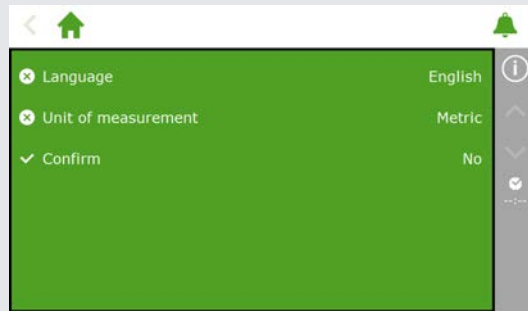 Language English
Unit of measurement Metric
Confirm No
--:--